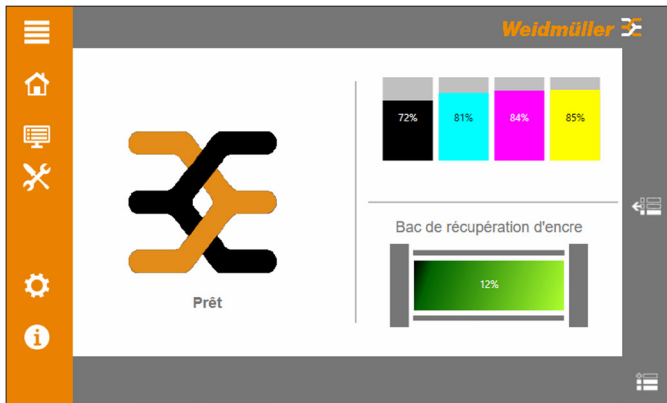 Weidmüller
72%
81%
84%
85%
Bac de récupération d'encre
12%
Prêt